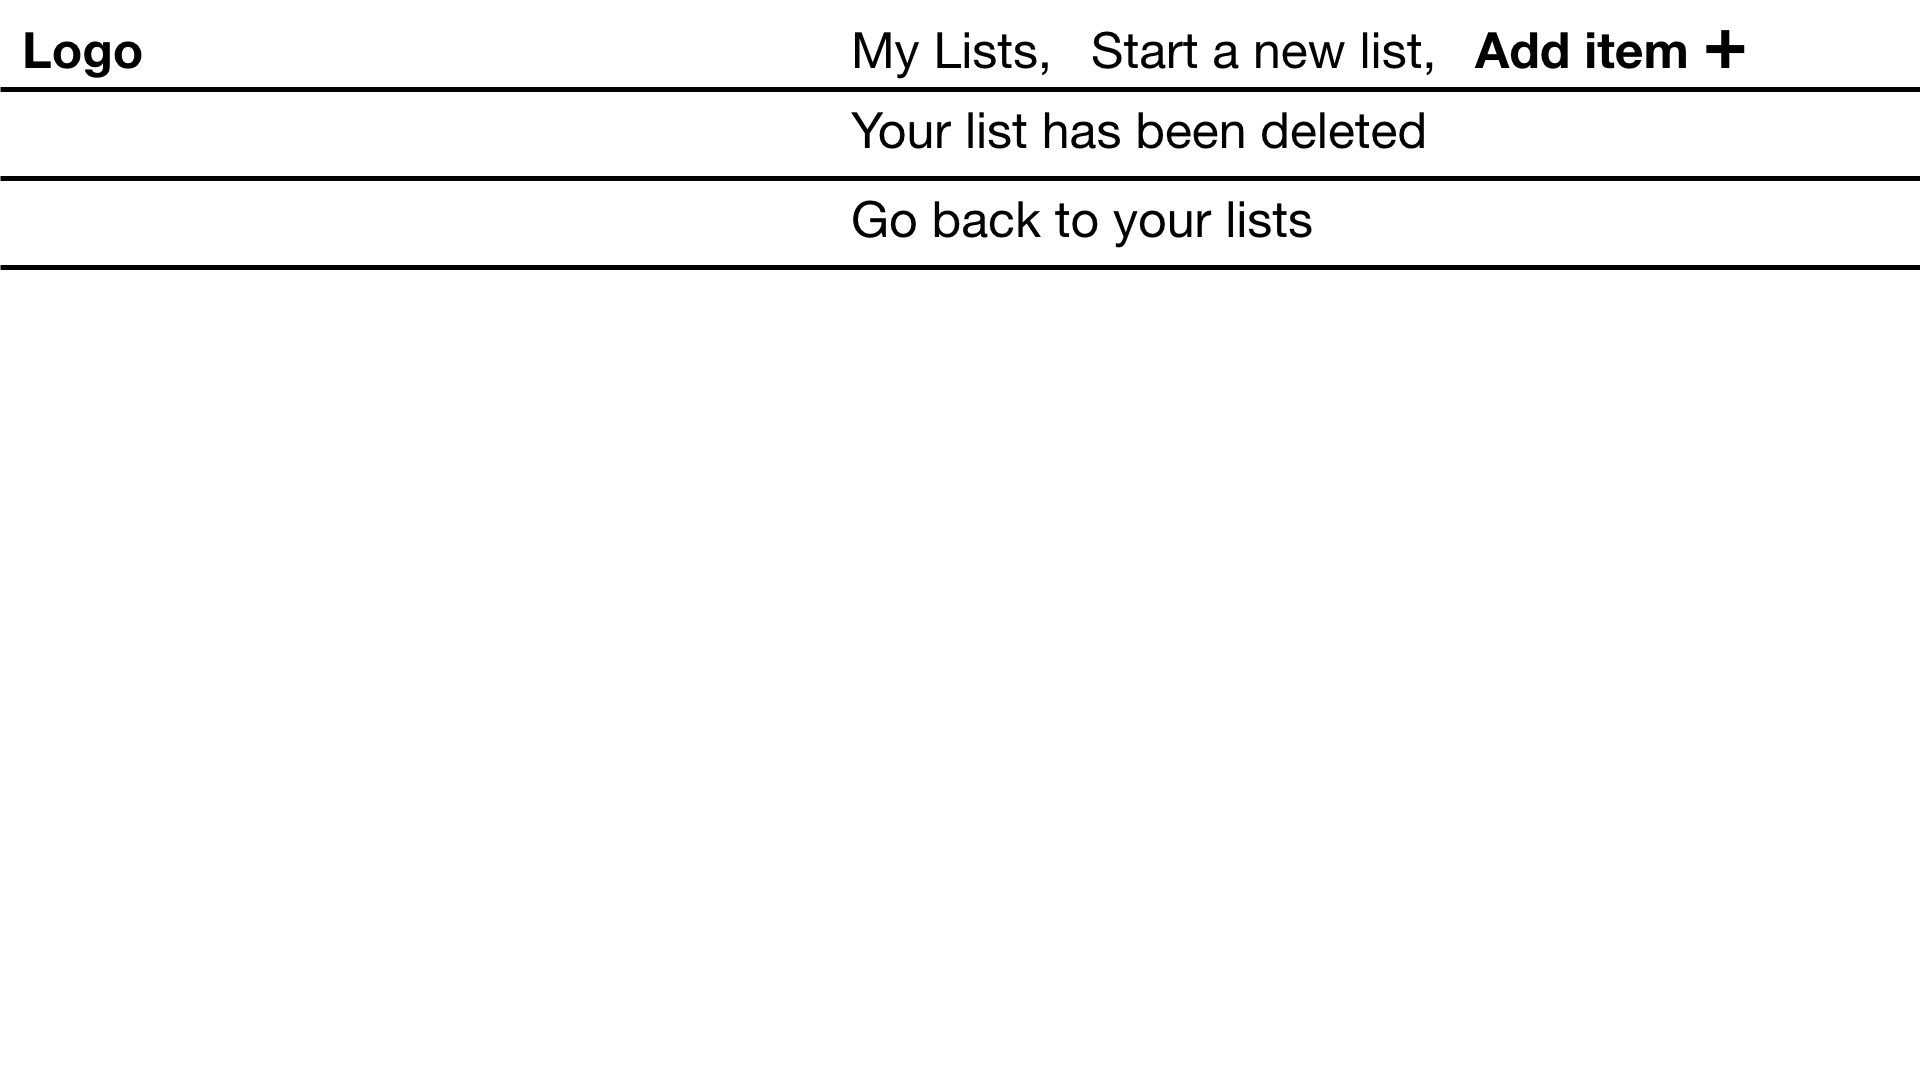 Logo My Lists, Start a new list, Add item +
Your list has been deleted
Go back to your lists